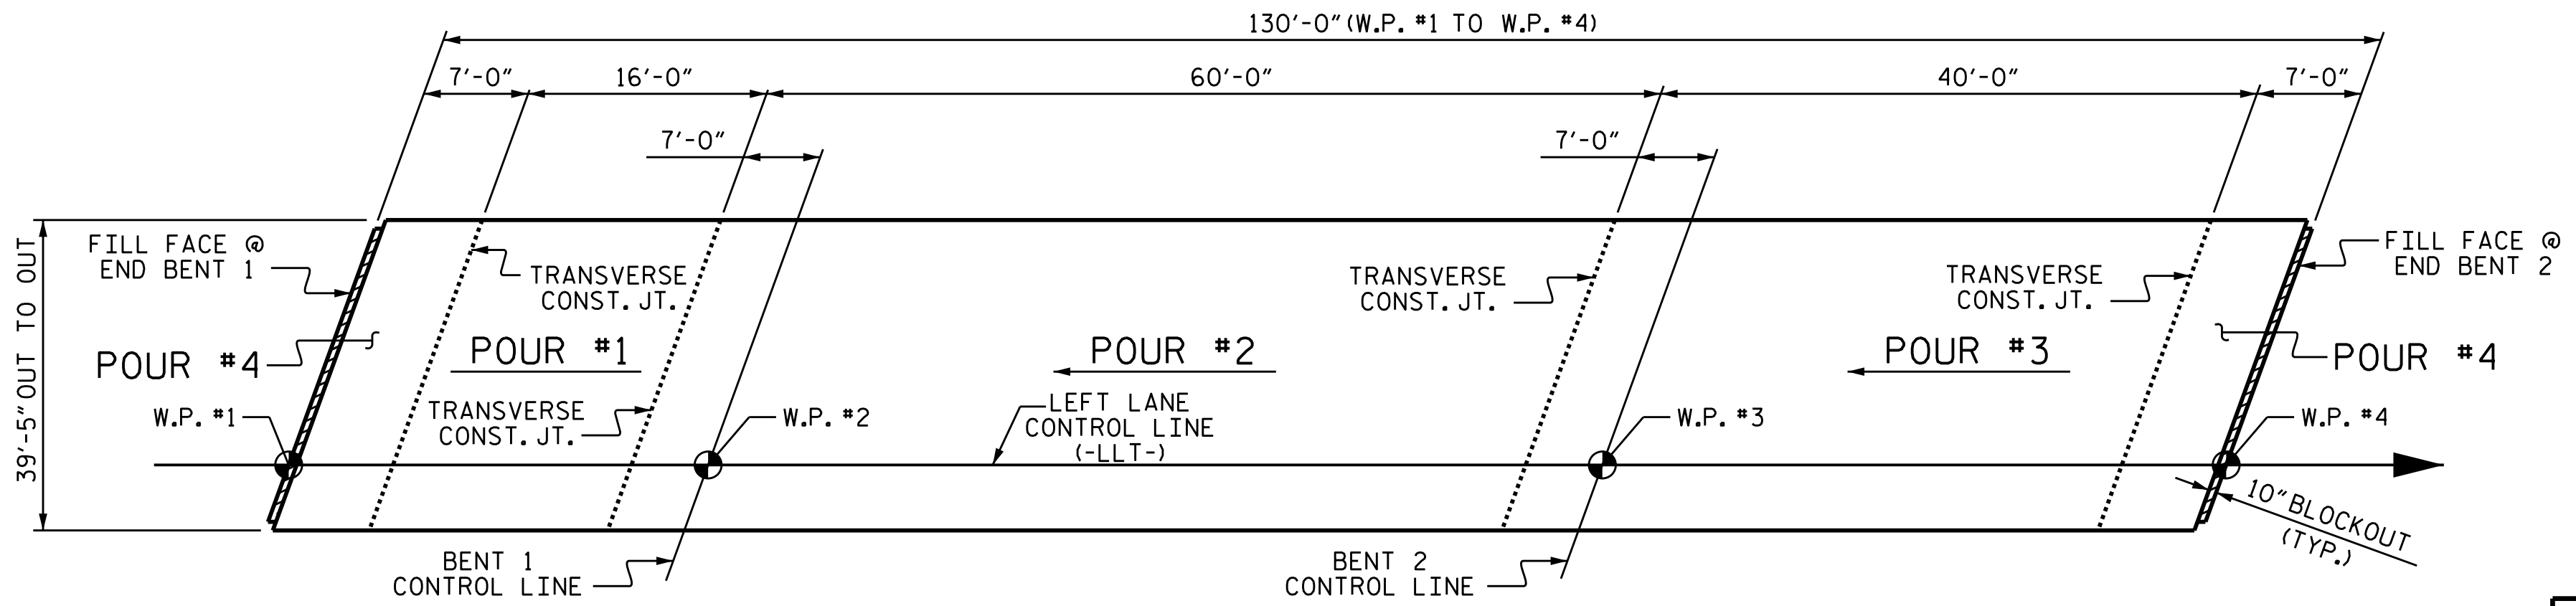 130'-0" (W.P. #1 TO W.P. #4)
7'-0"
16'-0"
60'-0"
40'-0"
7'-0"
7'-0"
7'-0"
39'-5" OUT TO OUT
FILL FACE @
END BENT 1
TRANSVERSE
CONST. JT.
TRANSVERSE
CONST. JT.
TRANSVERSE
CONST. JT.
FILL FACE @
END BENT 2
POUR #4
POUR #1
POUR #2
POUR #3
POUR #4
W.P. #1
TRANSVERSE
CONST. JT.
W.P. #2
LEFT LANE
CONTROL LINE
(-LLT-)
W.P. #3
W.P. #4
10" BLOCKOUT
(TYP.)
BENT 1
CONTROL LINE
BENT 2
CONTROL LINE